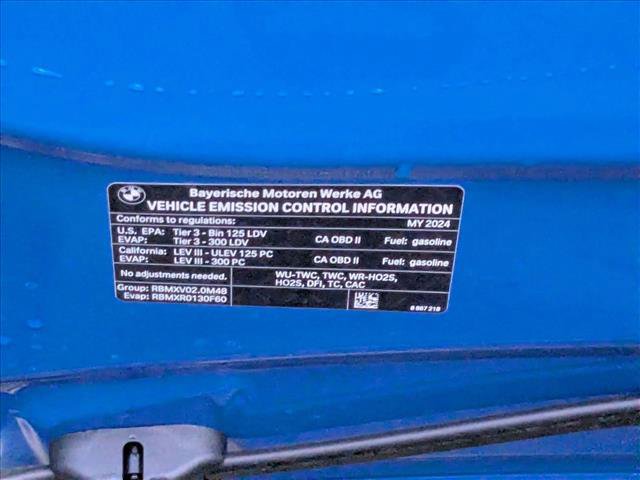 Bayerische Motoren Werke AG
VEHICLE EMISSION CONTROL INFORMATION
Conforms to regulations: MY 2024
U.S. EPA: Tier 3 - Bin 125 LDV
EVAP: Tier 3 - 300 LDV CA OBD II Fuel: gasoline
California: LEV III - ULEV 125 PC
EVAP: LEV III - 300 PC CA OBD II Fuel: gasoline
No adjustments needed. WU-TWC, TWC, WR-HO2S,
HO2S, DFI, TC, CAC
Group: RBMXV02.0M48
Evap: RBMXR0130F60